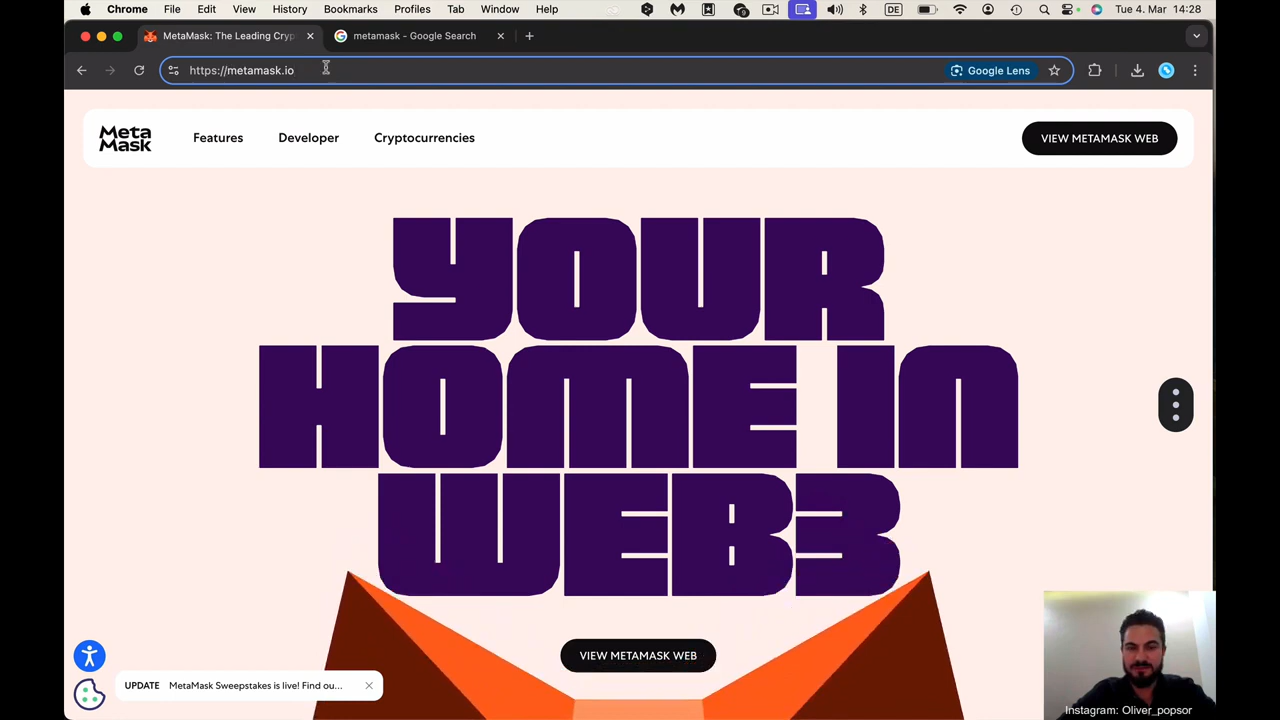 Chrome File Edit View History Bookmarks Profiles Tab Window Help DE Tue 4. Mar 14:28
MetaMask: The Leading Cryp
metamask - Google Search
https://metamask.io
Google Lens
Meta
Mask
Features
Developer
Cryptocurrencies
VIEW METAMASK WEB
YOUR
HOME IN
WEB3
VIEW METAMASK WEB
UPDATE MetaMask Sweepstakes is live! Find ou...
Instagram: Oliver_popsor